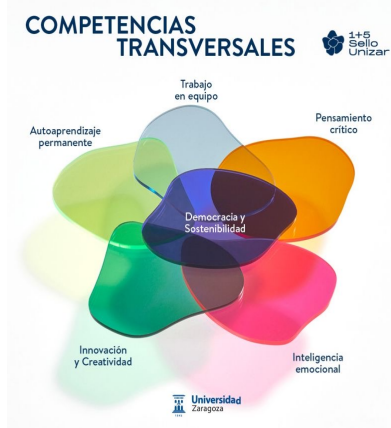 COMPETENCIAS
TRANSVERSALES
1+5
Sello
Unizar
Trabajo
en equipo
Pensamiento
crítico
Autoaprendizaje
permanente
Democracia y
Sostenibilidad
Innovación
y Creatividad
Inteligencia
emocional
Universidad
Zaragoza